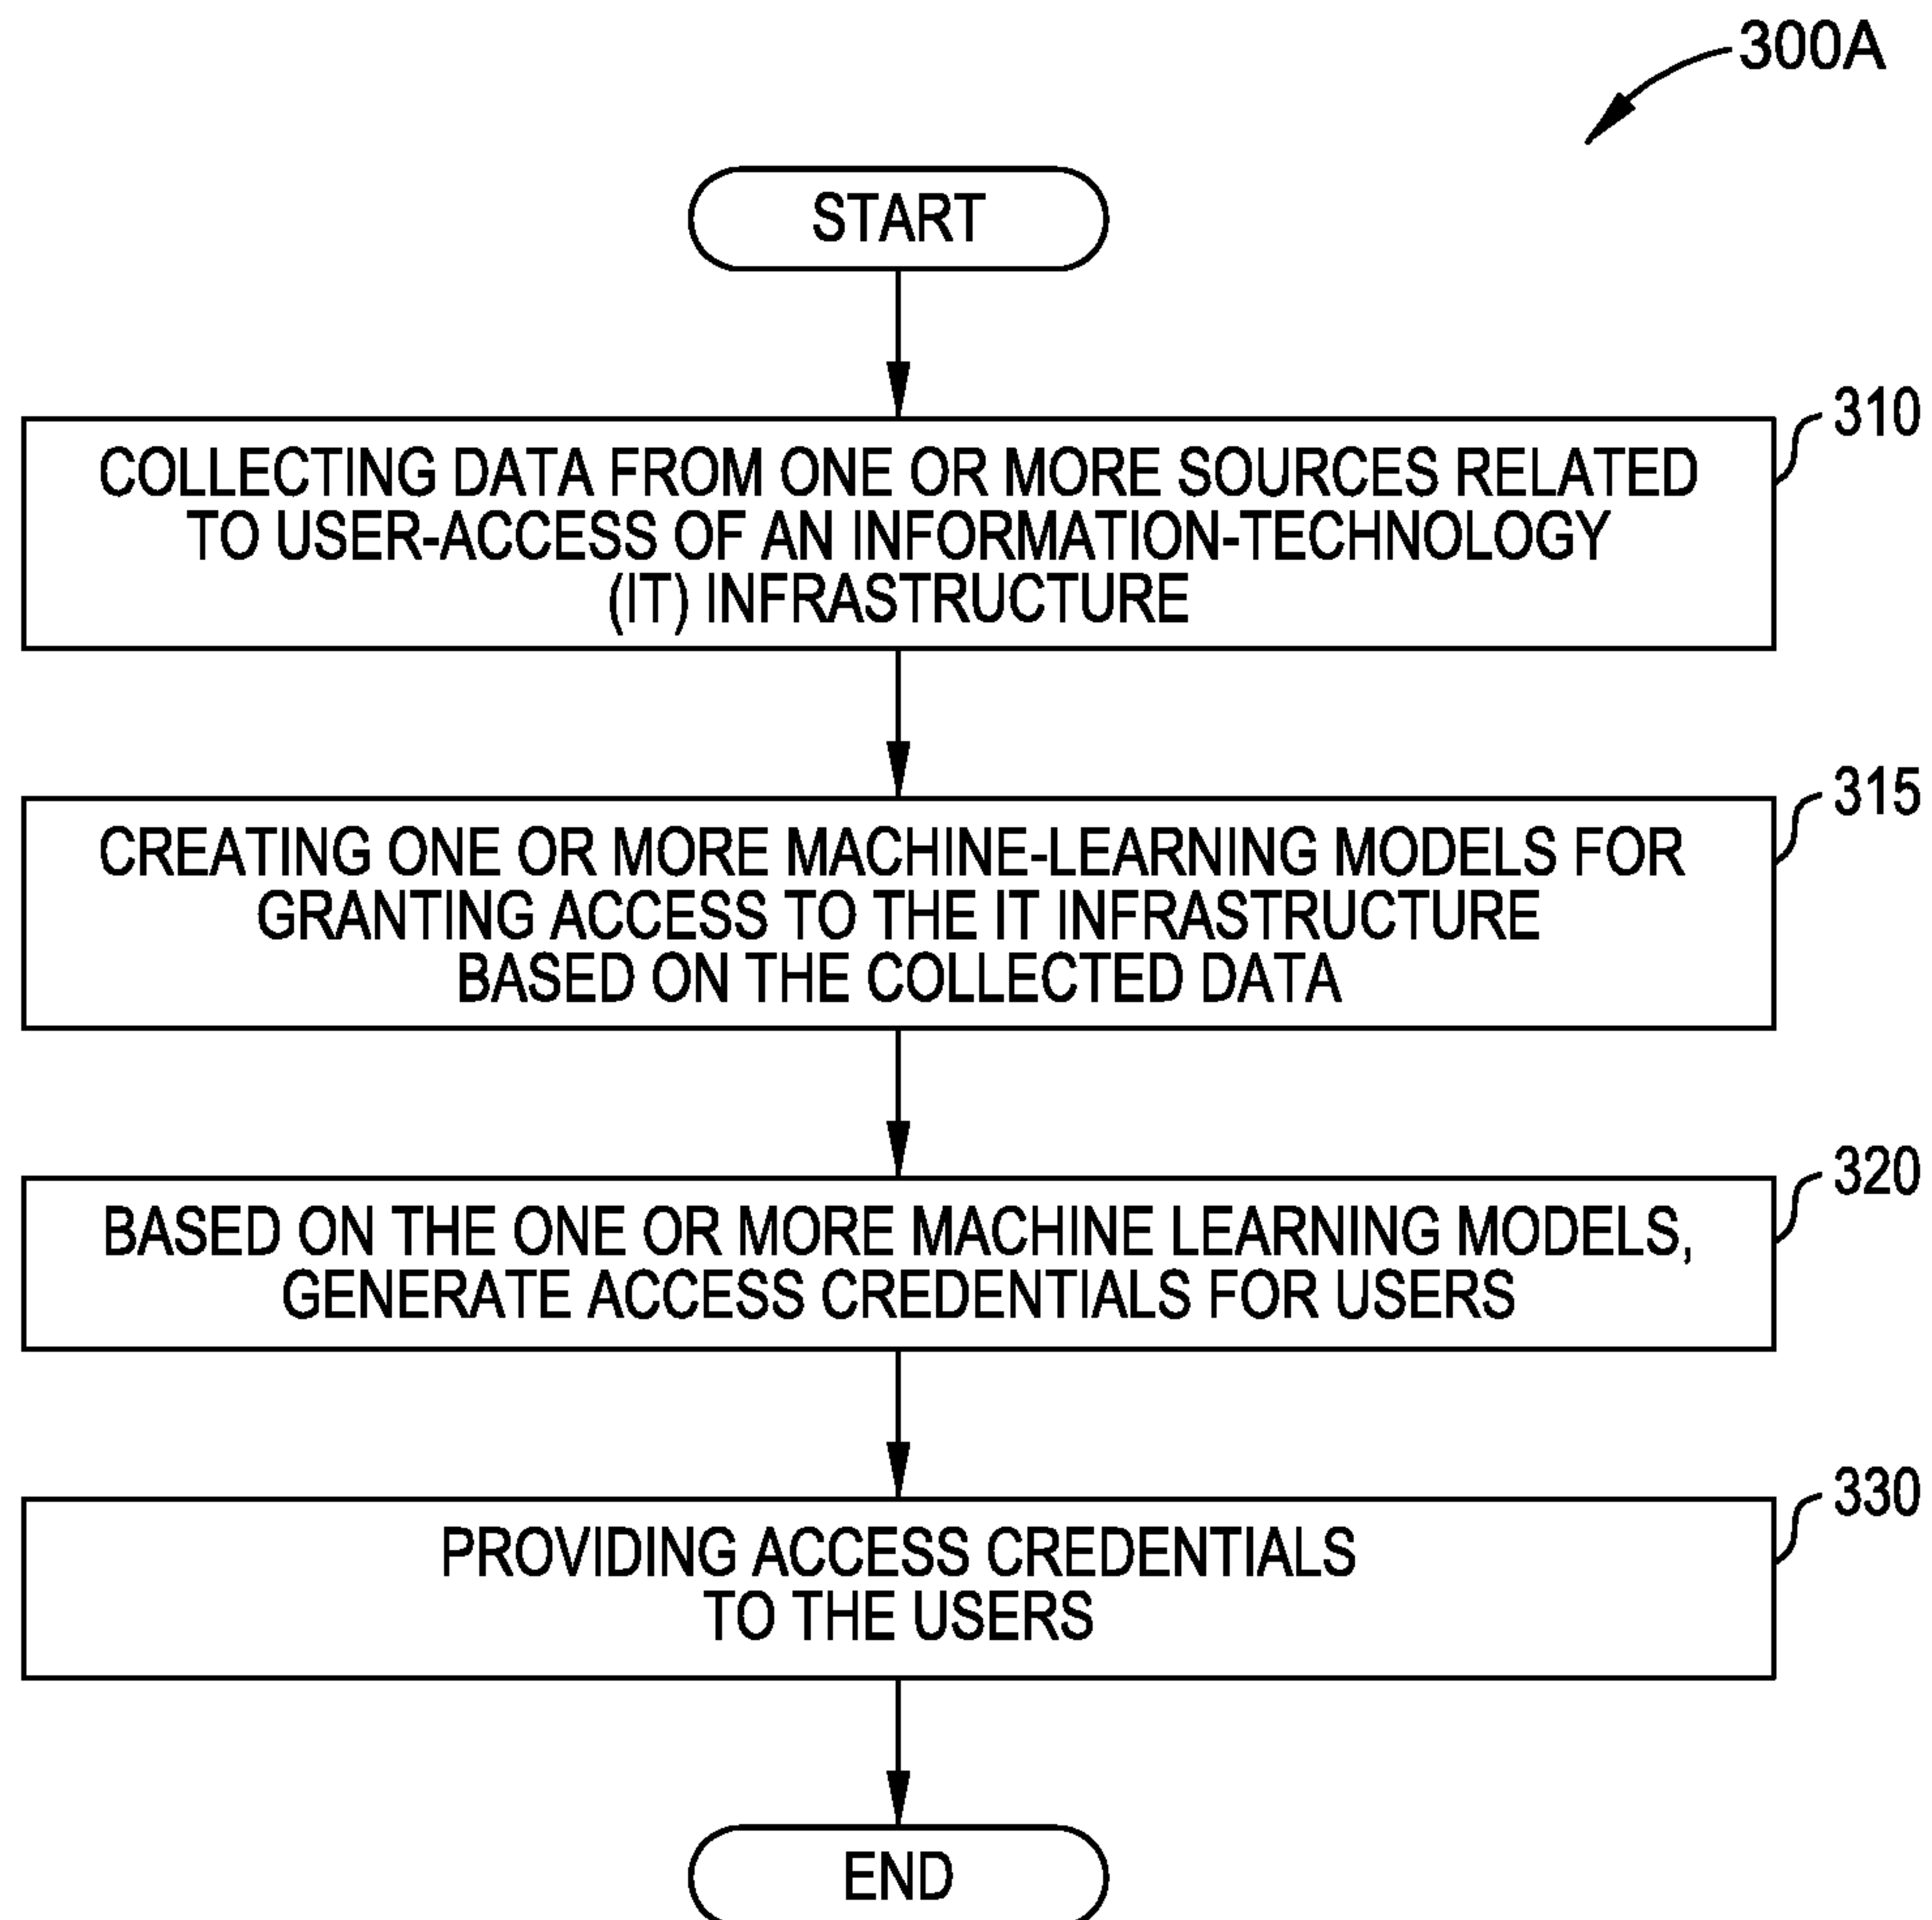 300A
START
310
COLLECTING DATA FROM ONE OR MORE SOURCES RELATED
TO USER-ACCESS OF AN INFORMATION-TECHNOLOGY
(IT) INFRASTRUCTURE
315
CREATING ONE OR MORE MACHINE-LEARNING MODELS FOR
GRANTING ACCESS TO THE IT INFRASTRUCTURE
BASED ON THE COLLECTED DATA
320
BASED ON THE ONE OR MORE MACHINE LEARNING MODELS,
GENERATE ACCESS CREDENTIALS FOR USERS
330
PROVIDING ACCESS CREDENTIALS
TO THE USERS
END